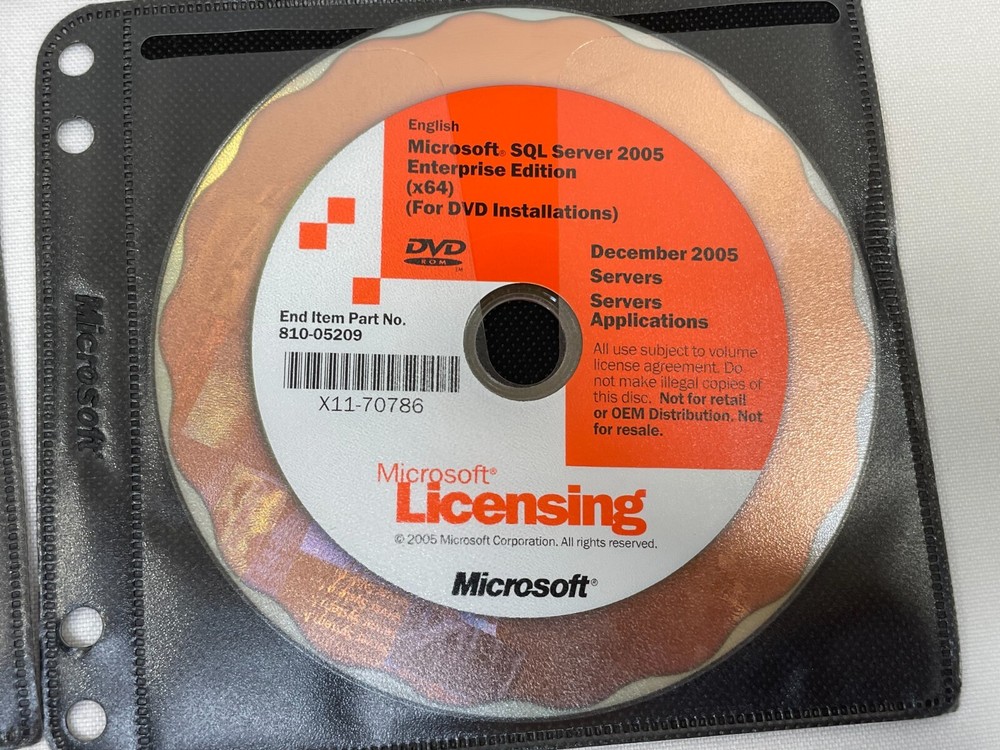 English
Microsoft® SQL Server 2005
Enterprise Edition
(x64)
(For DVD Installations)
DVD
ROM
TM
December 2005
Servers
Servers
Applications
End Item Part No.
810-05209
X11-70786
All use subject to volume
license agreement. Do
not make illegal copies of
this disc. Not for retail
or OEM Distribution. Not
for resale.
Microsoft®
Licensing
© 2005 Microsoft Corporation. All rights reserved.
Microsoft®
Microsoft